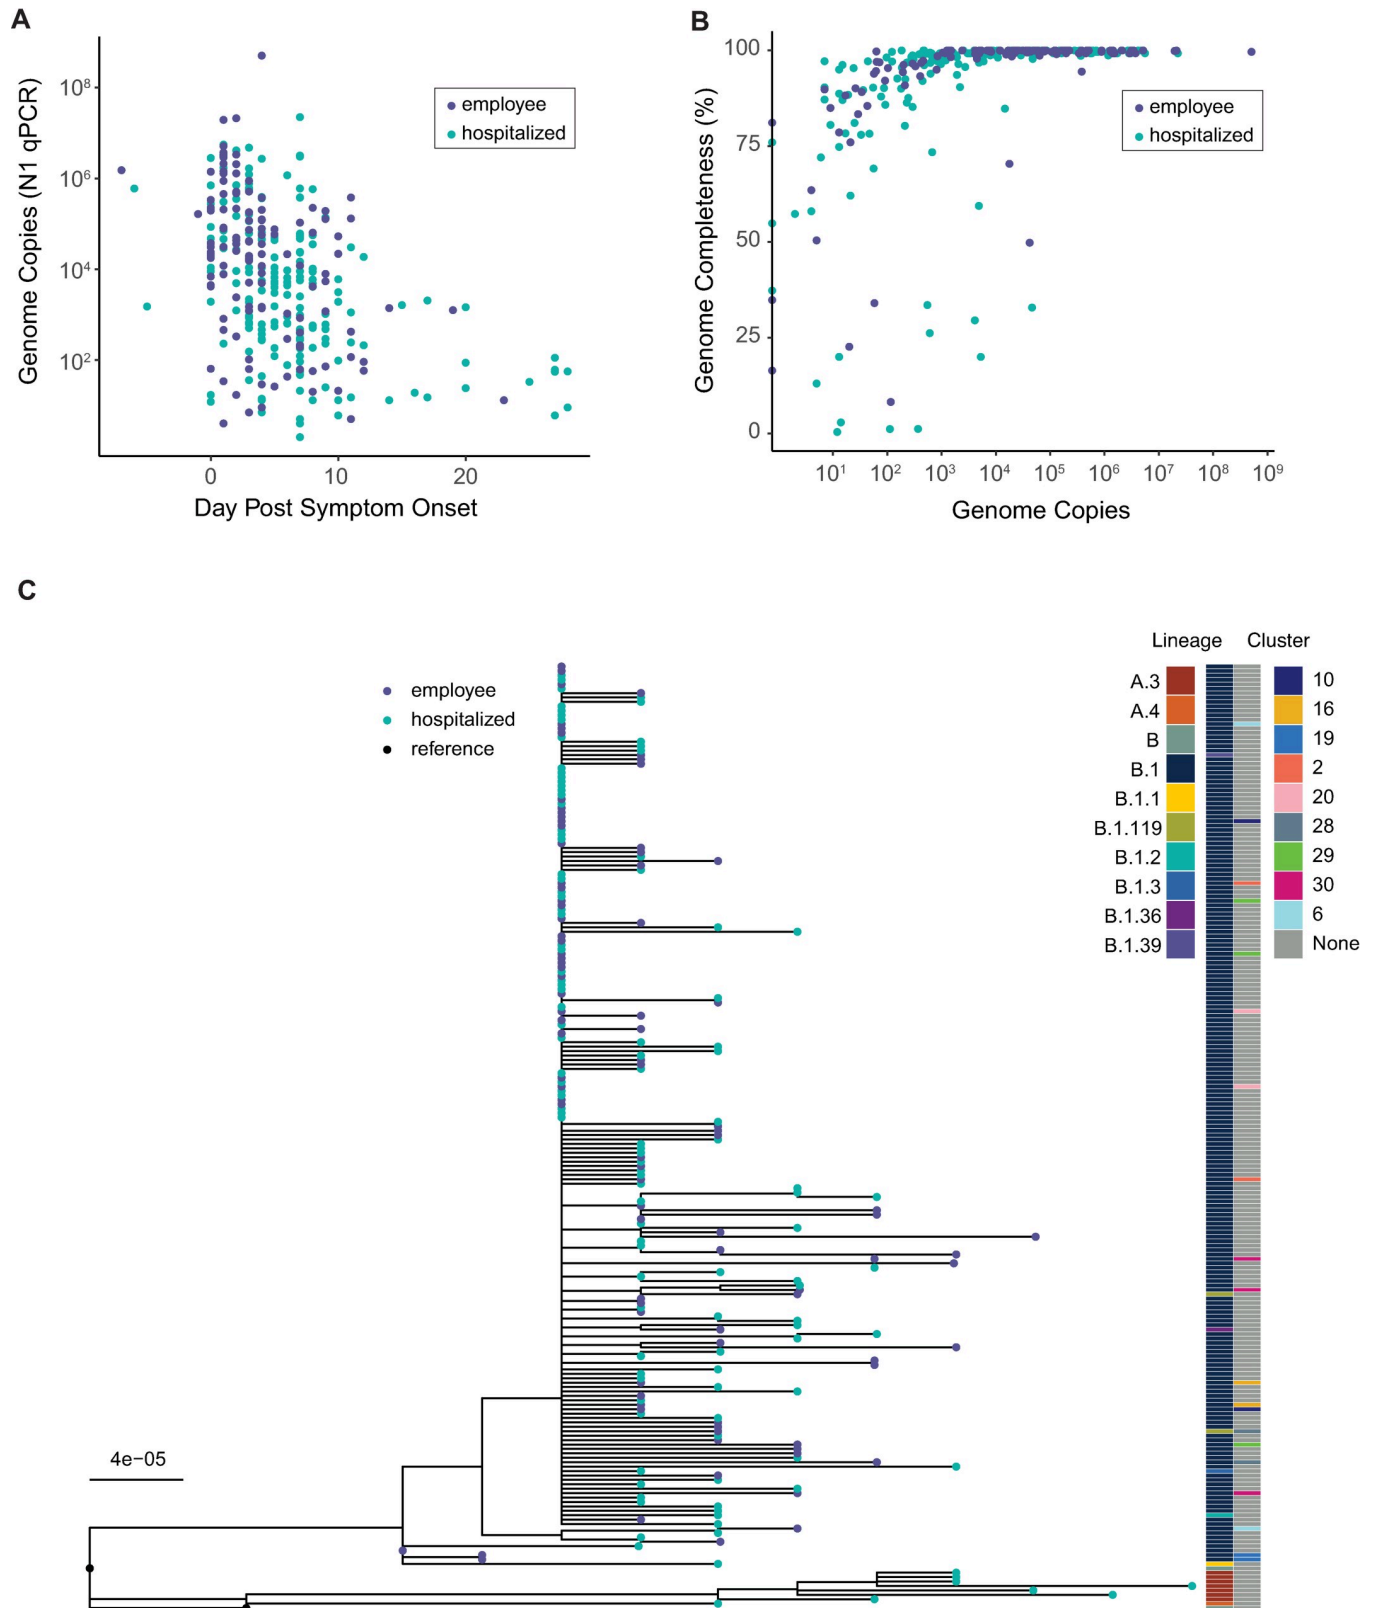 A
Genome Copies (N1 qPCR)
10⁸
10⁶
10⁴
10²
employee
hospitalized
0 10 20
Day Post Symptom Onset
B
Genome Completeness (%)
100
75
50
25
0
employee
hospitalized
10¹ 10² 10³ 10⁴ 10⁵ 10⁶ 10⁷ 10⁸ 10⁹
Genome Copies
C
employee
hospitalized
reference
4e−05
Lineage Cluster
A.3 10
A.4 16
B 19
B.1 2
B.1.1 20
B.1.119 28
B.1.2 29
B.1.3 30
B.1.36 6
B.1.39 None